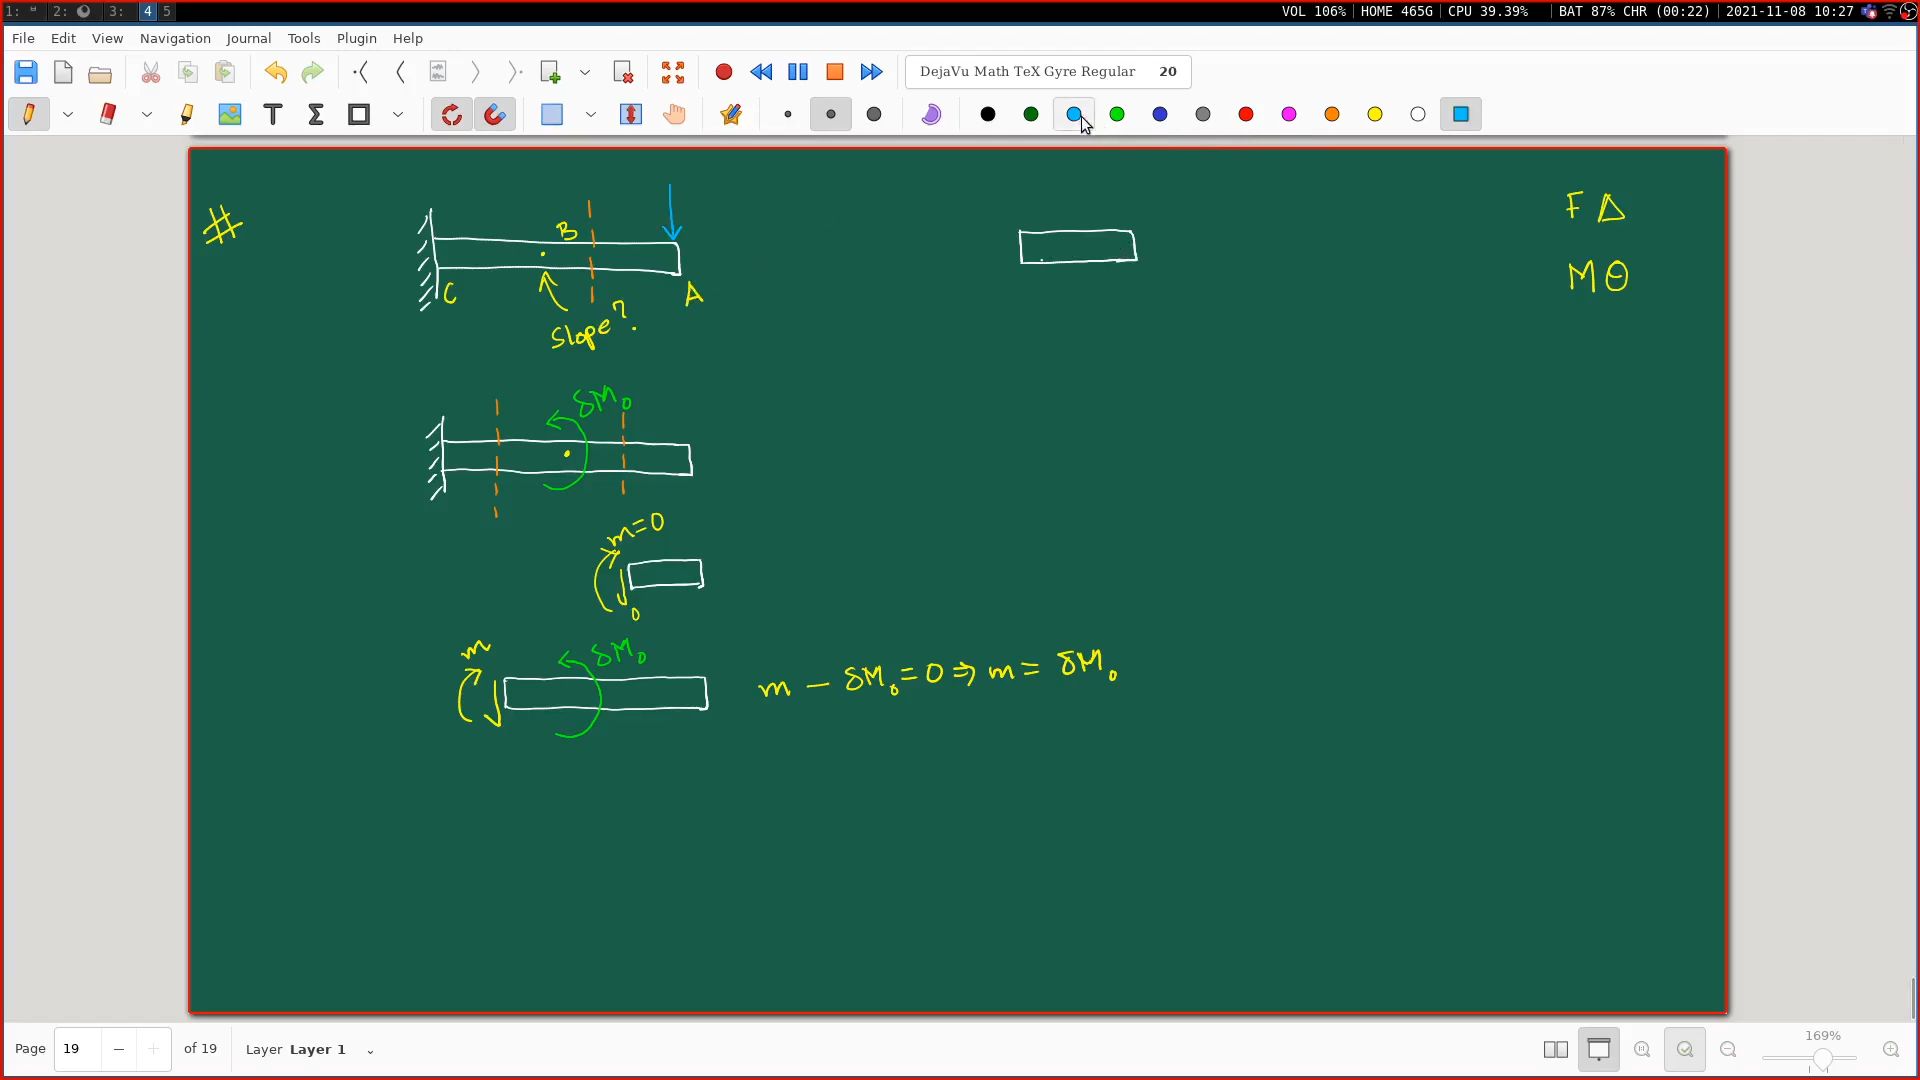 1: 2: 3: 4 5
VOL 106% HOME 465G CPU 39.39% BAT 87% CHR (00:22) 2021-11-08 10:27
File Edit View Navigation Journal Tools Plugin Help
DejaVu Math TeX Gyre Regular 20
#
B
C
A
slope?
F Δ
M θ
δM₀
m=0
0
m
δM₀
m - δM₀ = 0 ⇒ m = δM₀
Page 19 of 19 Layer Layer 1
169%